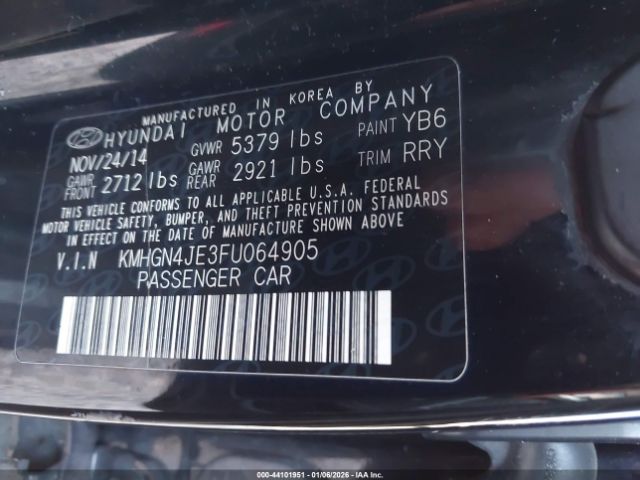 MANUFACTURED IN KOREA BY
HYUNDAI MOTOR COMPANY
NOV/24/14 GVWR 5379 lbs PAINT YB6
GAWR FRONT 2712 lbs GAWR REAR 2921 lbs TRIM RRY
THIS VEHICLE CONFORMS TO ALL APPLICABLE U.S.A. FEDERAL
MOTOR VEHICLE SAFETY, BUMPER, AND THEFT PREVENTION STANDARDS
IN EFFECT ON THE DATE OF MANUFACTURE SHOWN ABOVE
V.I.N KMHGN4JE3FU064905
PASSENGER CAR
000-44101951 - 01/06/2026 - IAA Inc.